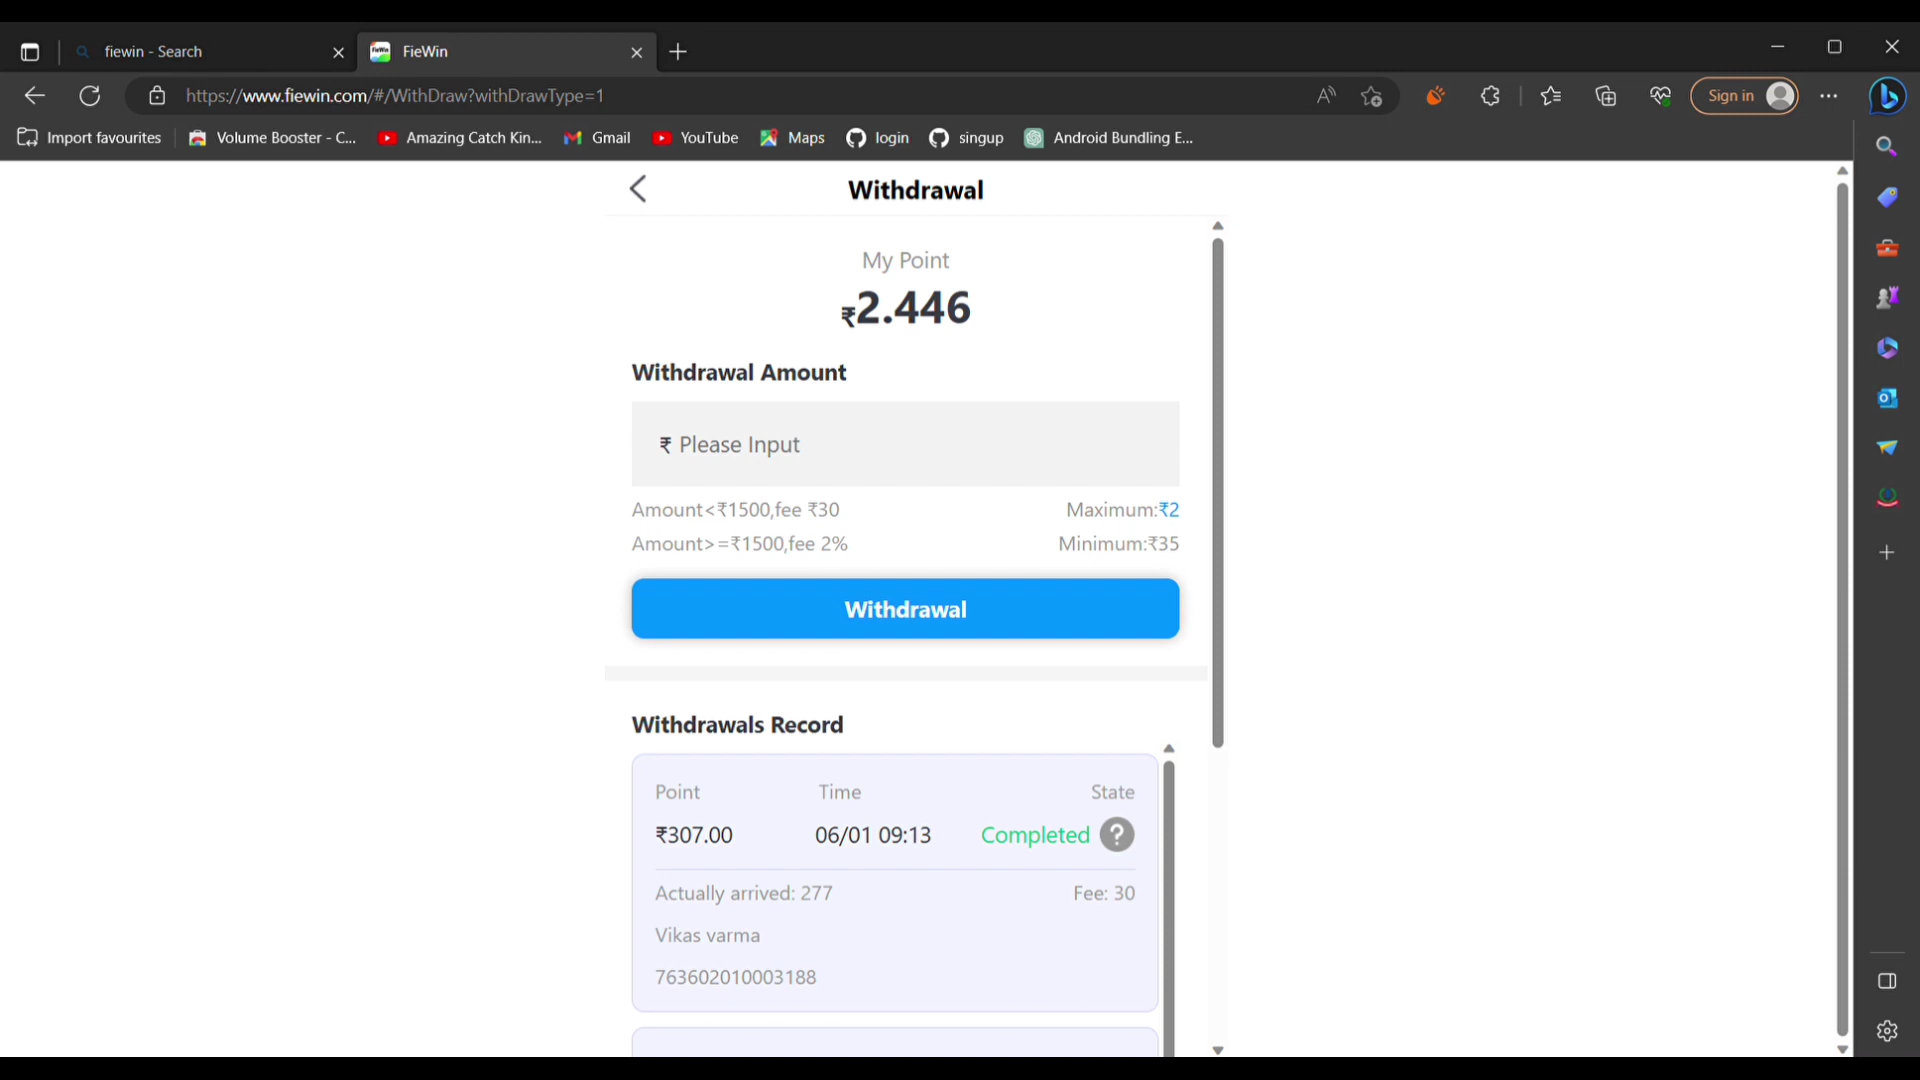 fiewin - Search
FieWin
https://www.fiewin.com/#/WithDraw?withDrawType=1
Sign in
Import favourites
Volume Booster - C...
Amazing Catch Kin...
Gmail
YouTube
Maps
login
singup
Android Bundling E...
Withdrawal
My Point
₹2.446
Withdrawal Amount
₹ Please Input
Amount<₹1500,fee ₹30 Maximum:₹2
Amount>=₹1500,fee 2% Minimum:₹35
Withdrawal
Withdrawals Record
Point Time State
₹307.00 06/01 09:13 Completed ?
Actually arrived: 277 Fee: 30
Vikas varma
763602010003188